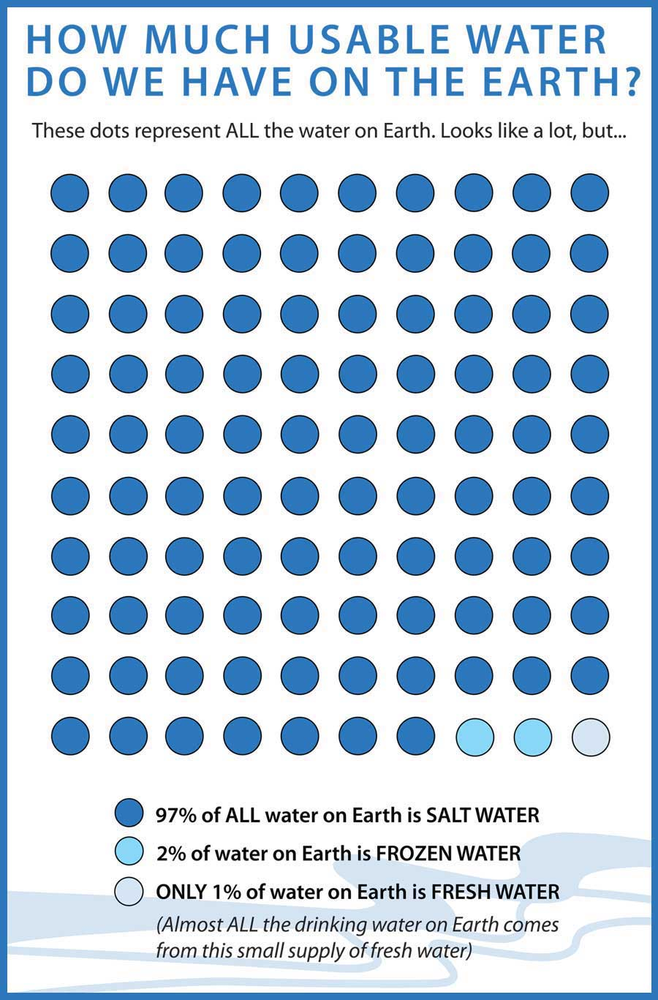 HOW MUCH USABLE WATER
DO WE HAVE ON THE EARTH?
These dots represent ALL the water on Earth. Looks like a lot, but...
97% of ALL water on Earth is SALT WATER
2% of water on Earth is FROZEN WATER
ONLY 1% of water on Earth is FRESH WATER
(Almost ALL the drinking water on Earth comes
from this small supply of fresh water)